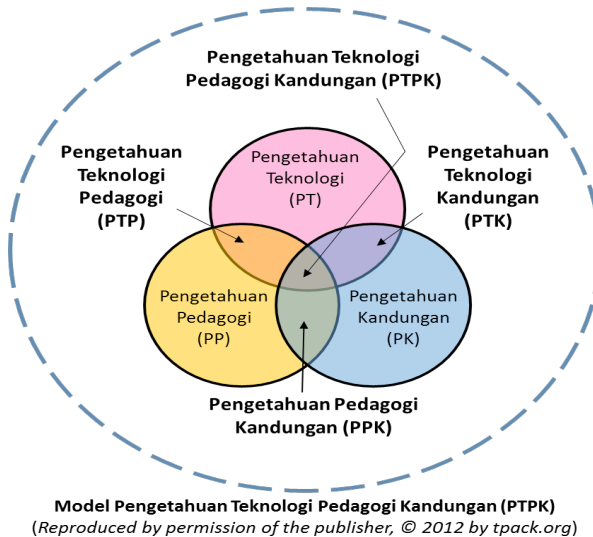 Pengetahuan Teknologi
Pedagogi Kandungan (PTPK)
Pengetahuan
Teknologi
Pedagogi
(PTP)
Pengetahuan
Teknologi
(PT)
Pengetahuan
Teknologi
Kandungan
(PTK)
Pengetahuan
Pedagogi
(PP)
Pengetahuan
Kandungan
(PK)
Pengetahuan Pedagogi
Kandungan (PPK)
Model Pengetahuan Teknologi Pedagogi Kandungan (PTPK)
(Reproduced by permission of the publisher, © 2012 by tpack.org)